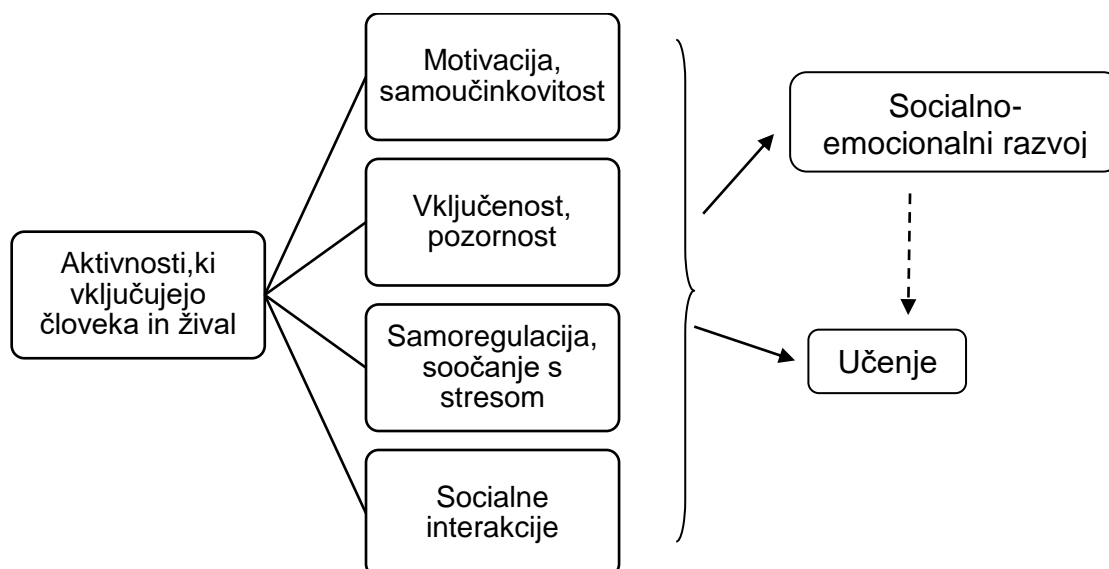 Motivacija,
samoučinkovitost
Socialno-
emocionalni razvoj
Vključenost,
pozornost
Aktivnosti,ki
vključujejo
človeka in žival
Samoregulacija,
soočanje s
stresom
Učenje
Socialne
interakcije